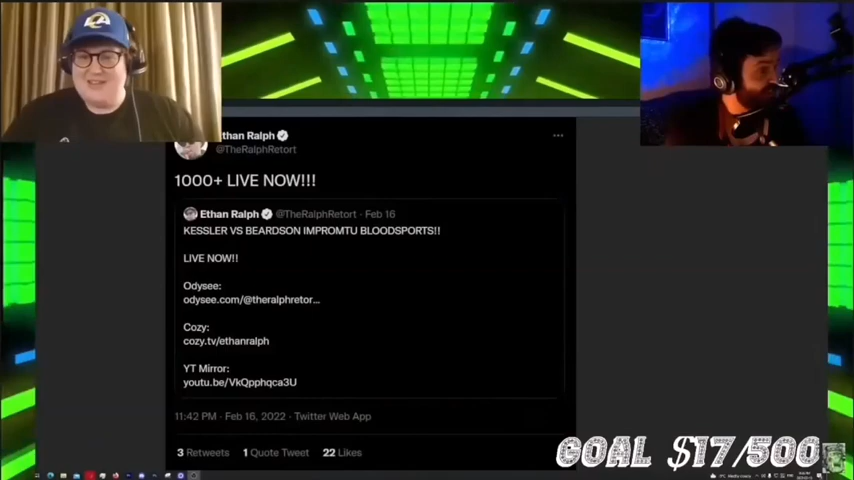 Ethan Ralph
@TheRalphRetort
1000+ LIVE NOW!!!
Ethan Ralph @TheRalphRetort · Feb 16
KESSLER VS BEARDSON IMPROMTU BLOODSPORTS!!
LIVE NOW!!
Odysee:
odysee.com/@theralphretor...
Cozy:
cozy.tv/ethanralph
YT Mirror:
youtu.be/VkQpphqca3U
11:42 PM · Feb 16, 2022 · Twitter Web App
3 Retweets 1 Quote Tweet 22 Likes
GOAL $17/500